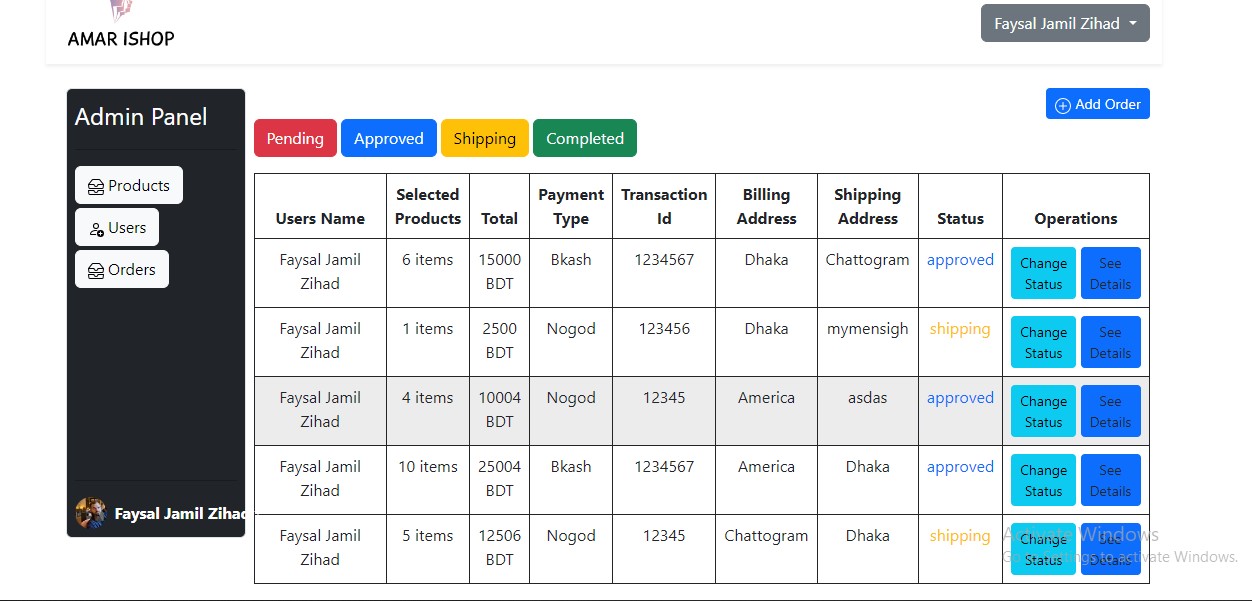 AMAR ISHOP
Faysal Jamil Zihad
Admin Panel
Products
Users
Orders
Faysal Jamil Zihad
Add Order
Pending Approved Shipping Completed
Users Name Selected Products Total Payment Type Transaction Id Billing Address Shipping Address Status Operations
Faysal Jamil Zihad 6 items 15000 BDT Bkash 1234567 Dhaka Chattogram approved Change Status See Details
Faysal Jamil Zihad 1 items 2500 BDT Nogod 123456 Dhaka mymensigh shipping Change Status See Details
Faysal Jamil Zihad 4 items 10004 BDT Nogod 12345 America asdas approved Change Status See Details
Faysal Jamil Zihad 10 items 25004 BDT Bkash 1234567 America Dhaka approved Change Status See Details
Faysal Jamil Zihad 5 items 12506 BDT Nogod 12345 Chattogram Dhaka shipping Change Status See Details
Activate Windows
Go to Settings to activate Windows.